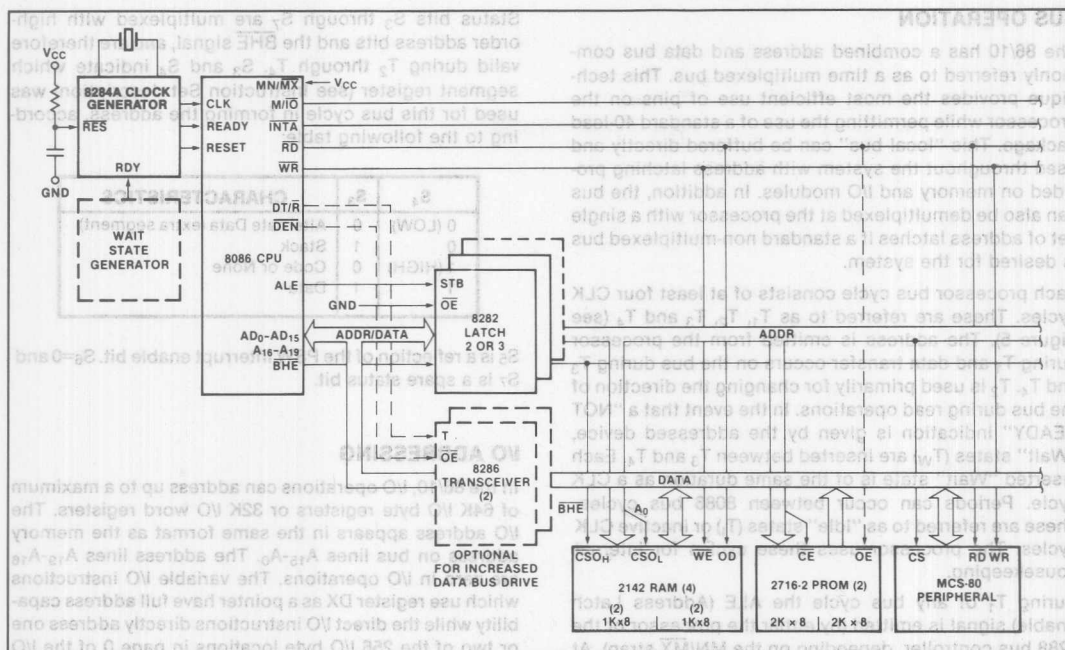 VCC
8284A CLOCK
GENERATOR
RES
RDY
GND
WAIT
STATE
GENERATOR
CLK
READY
RESET
8086 CPU
MN/MX
VCC
M/IO
INTA
RD
WR
DT/R
DEN
ALE
GND
AD0-AD15
A16-A19
BHE
ADDR/DATA
STB
OE
8282
LATCH
2 OR 3
ADDR
T
OE
8286
TRANSCEIVER
(2)
OPTIONAL
FOR INCREASED
DATA BUS DRIVE
DATA
BHE
A0
CSOH
CSOL
WE OD
2142 RAM (4)
(2)
(2)
1Kx8
1Kx8
CE
OE
2716-2 PROM (2)
2K × 8
2K × 8
CS
RD WR
MCS-80
PERIPHERAL
BUS OPERATION
86/10 has a combined address and data bus com-
only referred to as a time multiplexed bus. This tech-
provides the most efficient use of pins on the
processor while permitting the use of a standard 40-lead
package. This "local bus" can be buffered directly and
throughout the system with address latching pro-
on memory and I/O modules. In addition, the bus
can also be demultiplexed at the processor with a single
set of address latches if a standard non-multiplexed bus
is desired for the system.
Each processor bus cycle consists of at least four CLK
cycles. These are referred to as T1, T2, T3 and T4 (see
Figure 5). The address is emitted from the processor
during T1 and data transfer occurs on the bus during T3
and T4. T2 is used primarily for changing the direction of
the bus during read operations. In the event that a "NOT
READY" indication is given by the addressed device,
"Wait" states (TW) are inserted between T3 and T4. Each
inserted "Wait" state is of the same duration as a CLK
cycle. Periods can occur between 8086 bus cycles.
These are referred to as "Idle" states (Ti) or inactive CLK
cycles. The processor uses these cycles for
housekeeping.
During T1 of any bus cycle the ALE (Address Latch
Enable) signal is emitted by the processor or the
8288 bus controller, depending on the MN/MX strap). At
Status bits S3 through S7 are multiplexed with high-
order address bits and the BHE signal, and are therefore
valid during T2 through T4. S3 and S4 indicate which
segment register (see Instruction Set was
used for this bus cycle in forming the address, accord-
ing to the following table:
S4 S3 CHARACTERISTICS
0 (LOW) 0 Alternate Data (extra segment)
0 1 Stack
1 (HIGH) 0 Code or None
1 1 Data
S5 is a reflection of the PSW interrupt enable bit. S6=0 and
S7 is a spare status bit.
I/O ADDRESSING
In the 86/10, I/O operations can address up to a maximum
of 64K I/O byte registers or 32K I/O word registers. The
I/O address appears in the same format as the memory
address on bus lines A15-A0. The address lines A19-A16
are zero in I/O operations. The variable I/O instructions
which use register DX as a pointer have full address capa-
bility while the direct I/O instructions directly address one
or two of the 256 I/O byte locations in page 0 of the I/O